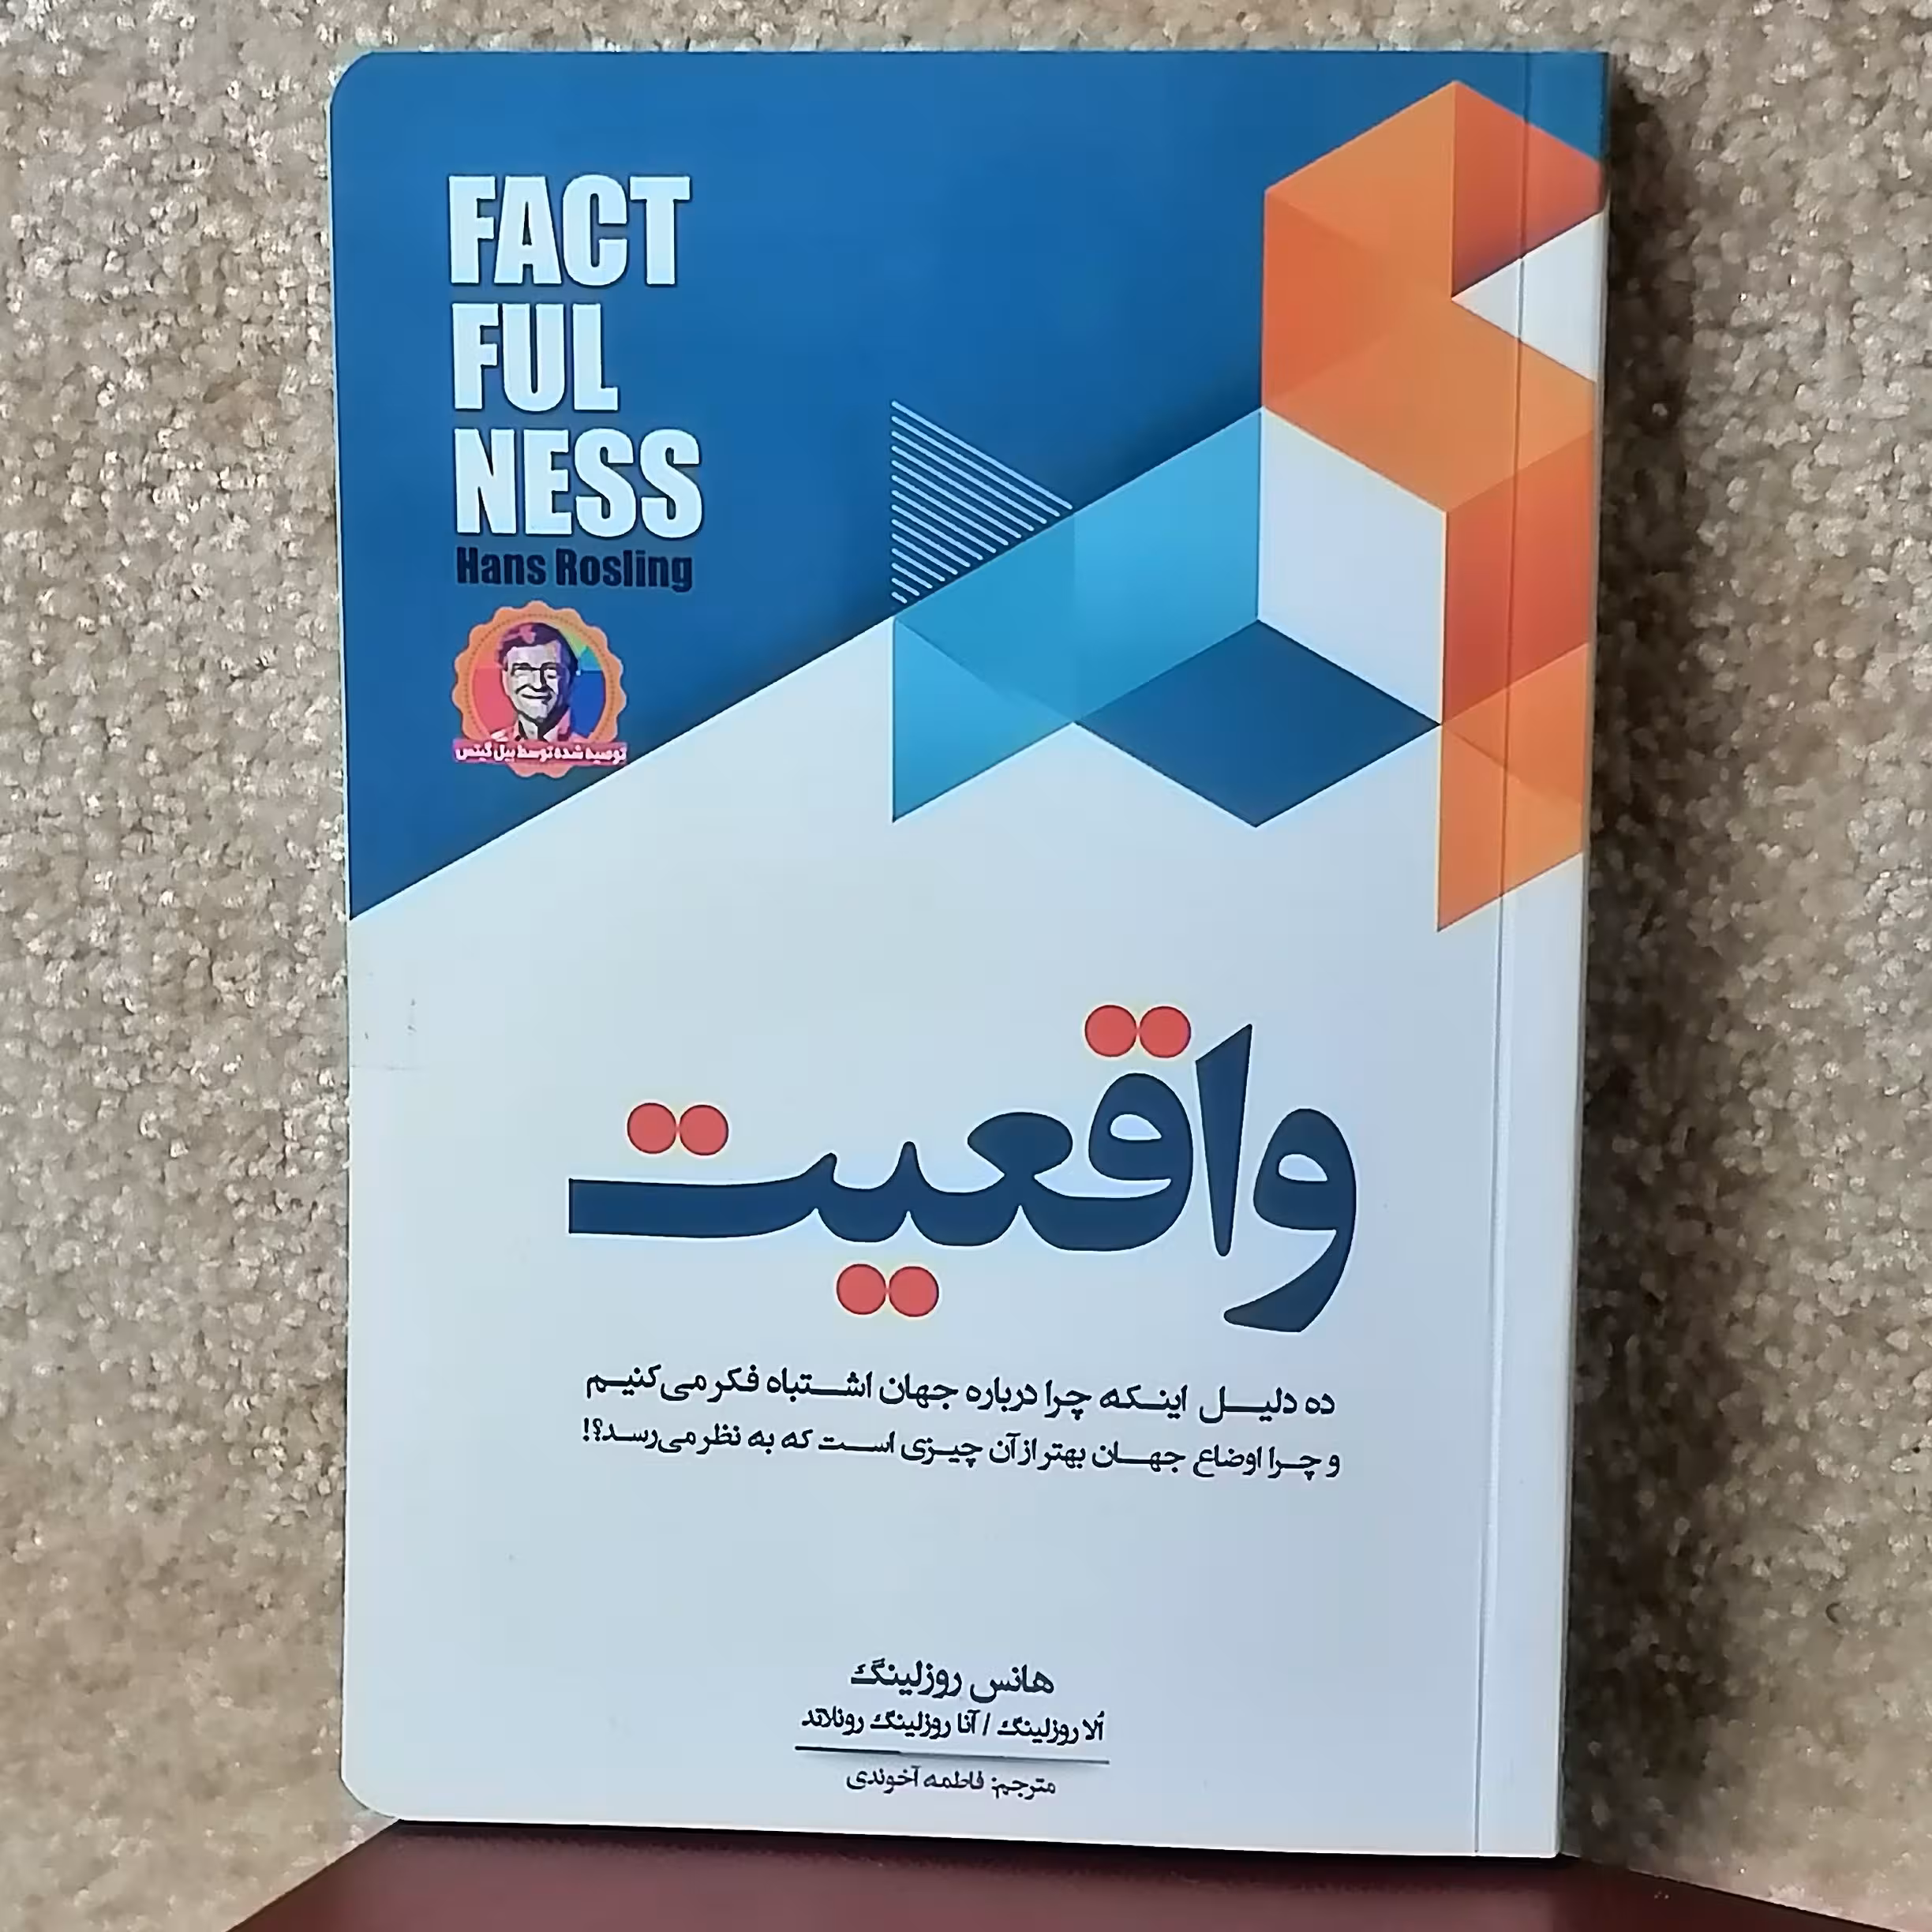 FACT
FUL
NESS
Hans Rosling
توصیه شده توسط بیل گیتس
واقعیت
ده دلیل اینکه چرا درباره جهان اشتباه فکر می‌کنیم
و چرا اوضاع جهان بهتر از آن چیزی است که به نظر می‌رسد؟!
هانس روزلینگ
اُلا روزلینگ / آنا روزلینگ رونلاند
مترجم: فاطمه آخوندی